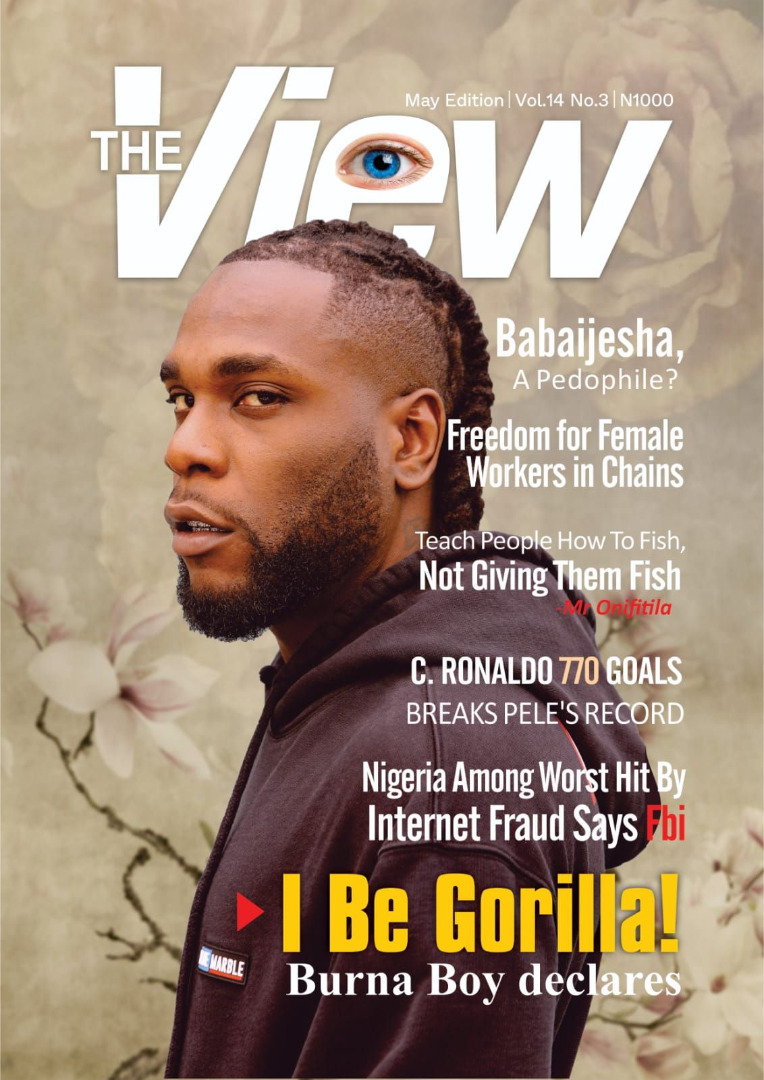 May Edition | Vol.14 No.3 | N1000
THE View
Babaijesha,
A Pedophile?
Freedom for Female
Workers in Chains
Teach People How To Fish,
Not Giving Them Fish
-Mr Onifitila
C. RONALDO 770 GOALS
BREAKS PELE'S RECORD
Nigeria Among Worst Hit By
Internet Fraud Says Fbi
I Be Gorilla!
Burna Boy declares
MARBLE